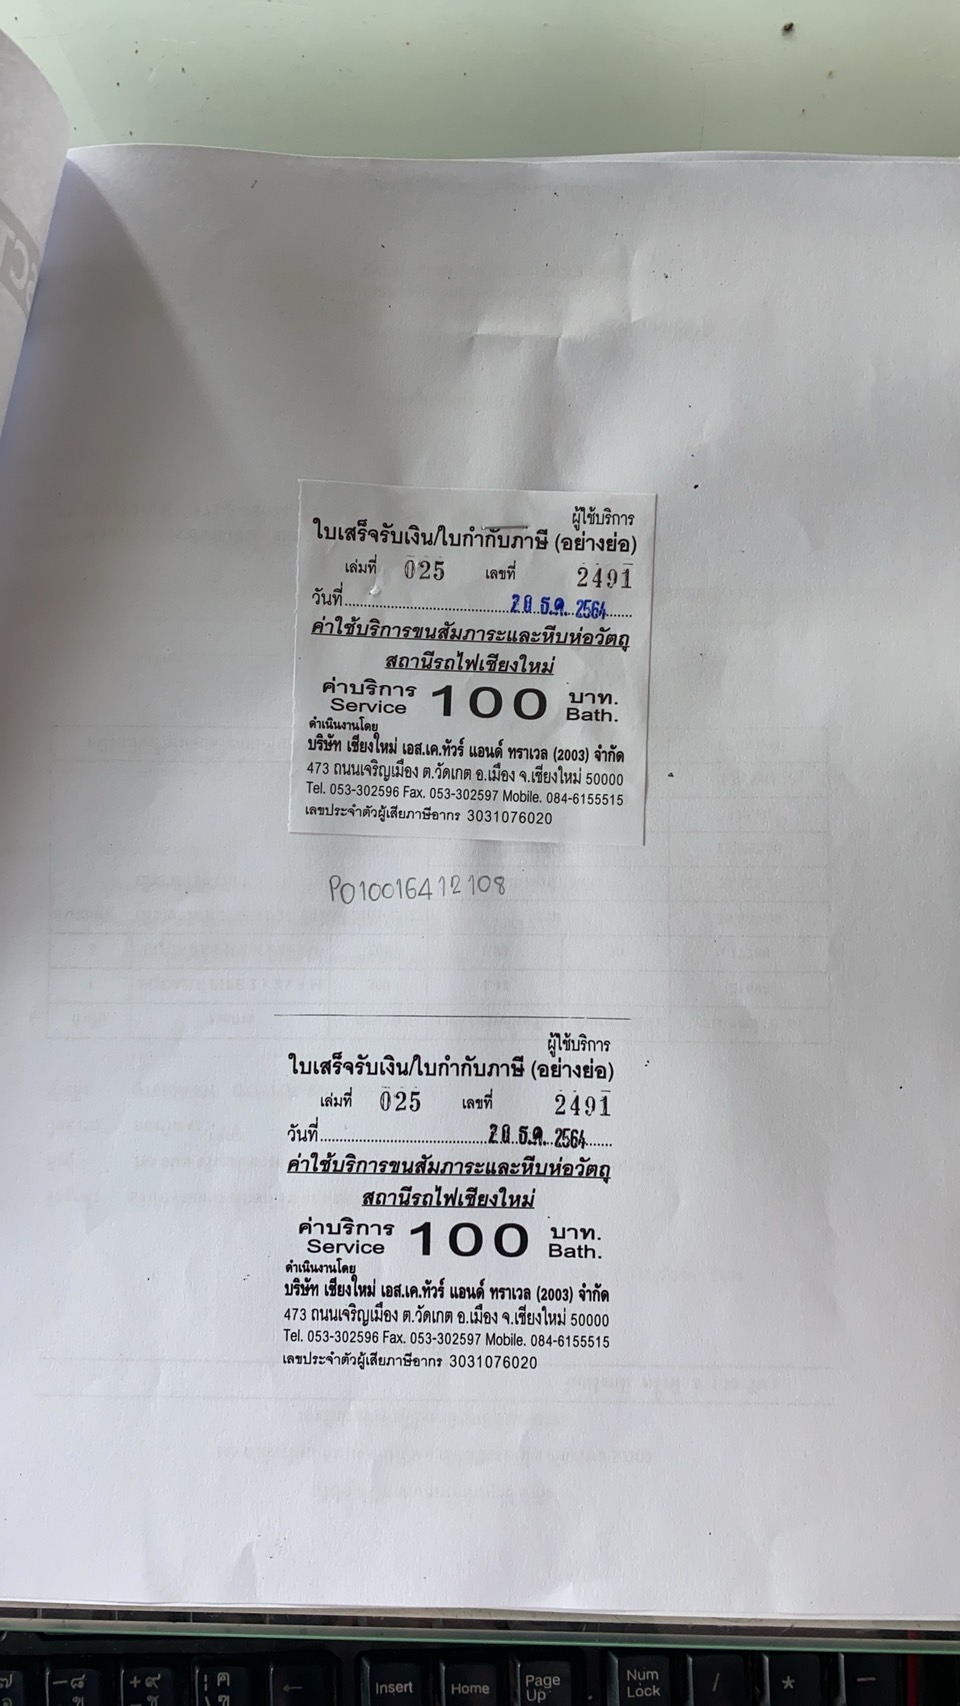 ผู้ใช้บริการ
ใบเสร็จรับเงิน/ใบกำกับภาษี (อย่างย่อ)
เล่มที่ 025 เลขที่ 2491
วันที่ 20 ธ.ค. 2564
ค่าใช้บริการขนสัมภาระและหีบห่อวัตถุ
สถานีรถไฟเชียงใหม่
ค่าบริการ 100 บาท.
Service Bath.
ดำเนินงานโดย
บริษัท เชียงใหม่ เอส.เค.ทัวร์ แอนด์ ทราเวล (2003) จำกัด
473 ถนนเจริญเมือง ต.วัดเกต อ.เมือง จ.เชียงใหม่ 50000
Tel. 053-302596 Fax. 053-302597 Mobile. 084-6155515
เลขประจำตัวผู้เสียภาษีอากร 3031076020
PO10016412108
ผู้ใช้บริการ
ใบเสร็จรับเงิน/ใบกำกับภาษี (อย่างย่อ)
เล่มที่ 025 เลขที่ 2491
วันที่ 20 ธ.ค. 2564
ค่าใช้บริการขนสัมภาระและหีบห่อวัตถุ
สถานีรถไฟเชียงใหม่
ค่าบริการ 100 บาท.
Service Bath.
ดำเนินงานโดย
บริษัท เชียงใหม่ เอส.เค.ทัวร์ แอนด์ ทราเวล (2003) จำกัด
473 ถนนเจริญเมือง ต.วัดเกต อ.เมือง จ.เชียงใหม่ 50000
Tel. 053-302596 Fax. 053-302597 Mobile. 084-6155515
เลขประจำตัวผู้เสียภาษีอากร 3031076020
Insert Home Page Up Num Lock / * -